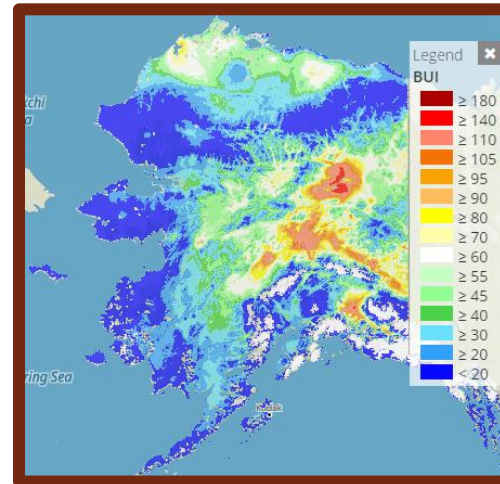 Legend ✖
BUI
≥ 180
≥ 140
≥ 110
≥ 105
≥ 95
≥ 90
≥ 80
≥ 70
≥ 60
≥ 55
≥ 45
≥ 40
≥ 30
≥ 20
< 20
kchi
a
ring Sea
Kodiak